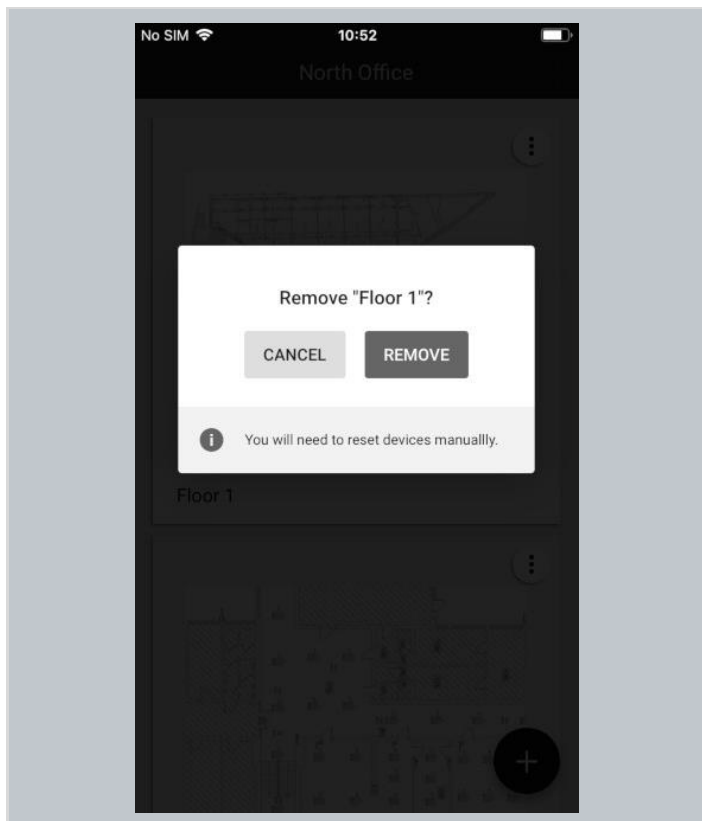 No SIM 10:52
North Office
Remove "Floor 1"?
CANCEL REMOVE
You will need to reset devices manuallly.
Floor 1